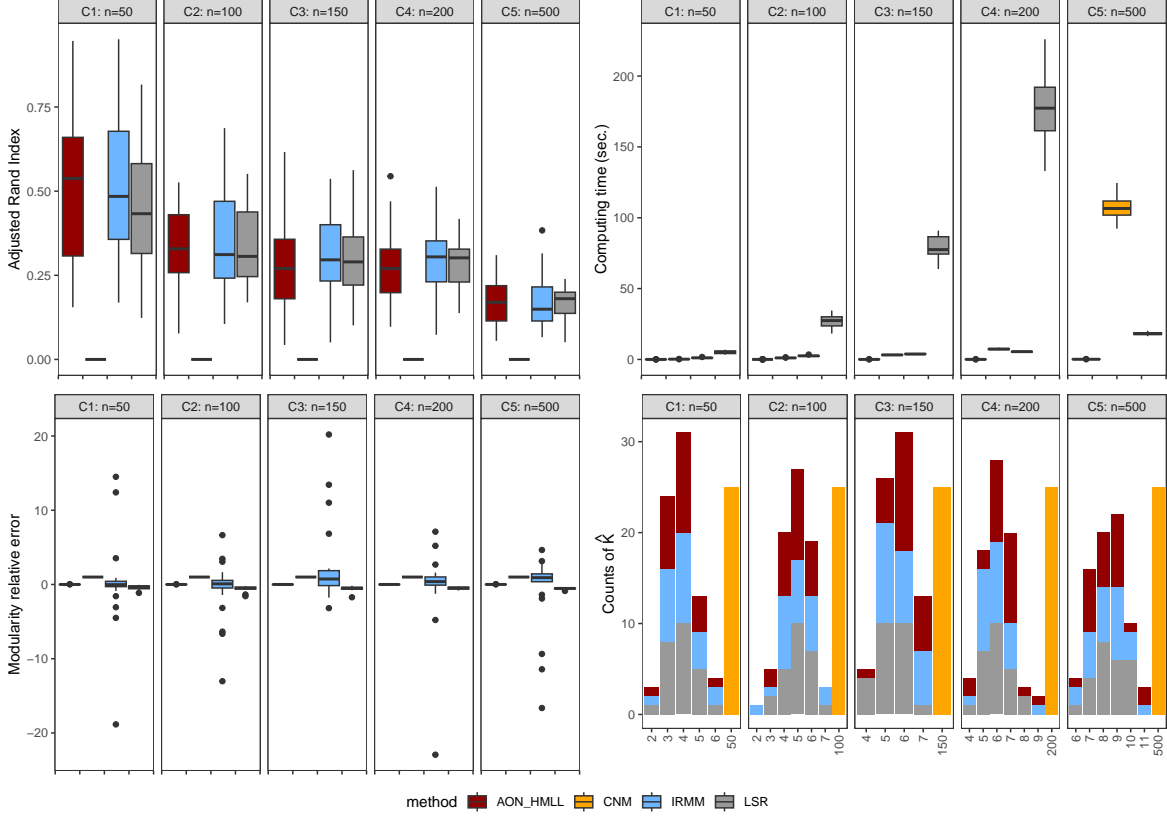 C1: n=50 C2: n=100 C3: n=150 C4: n=200 C5: n=500
Adjusted Rand Index
0.75
0.50
0.25
0.00
C1: n=50 C2: n=100 C3: n=150 C4: n=200 C5: n=500
Computing time (sec.)
200
150
100
50
0
C1: n=50 C2: n=100 C3: n=150 C4: n=200 C5: n=500
Modularity relative error
20
10
0
−10
−20
C1: n=50 C2: n=100 C3: n=150 C4: n=200 C5: n=500
Counts of K̂
30
20
10
0
2 3 4 5 6 50 2 3 4 5 6 7 100 4 5 6 7 150 4 5 6 7 8 9 200 6 7 8 9 10 11 500
method AON_HMLL CNM IRMM LSR